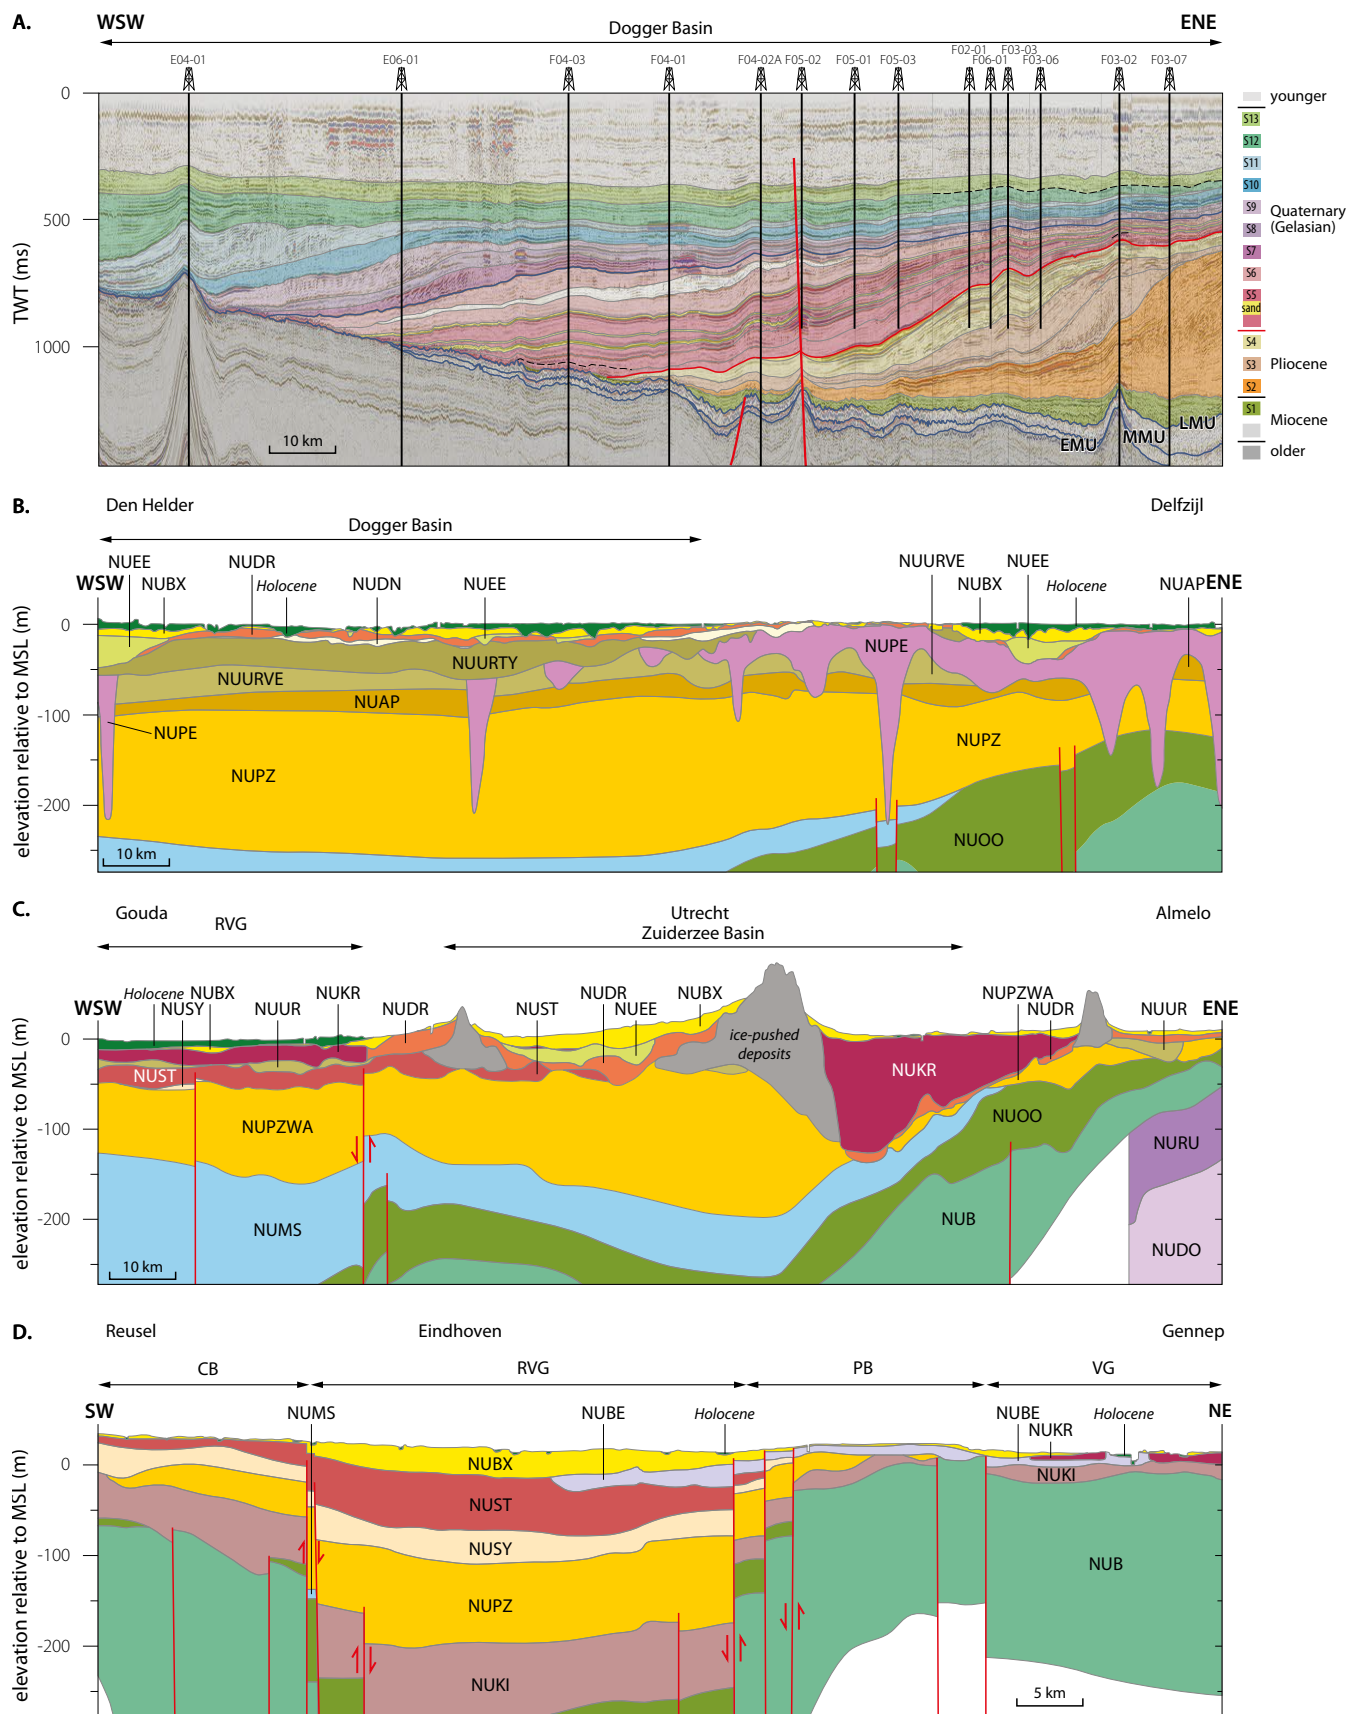 A.
WSW
ENE
Dogger Basin
E04-01
E06-01
F04-03
F04-01
F04-02A
F05-02
F05-01
F05-03
F02-01
F06-01
F03-03
F03-06
F03-02
F03-07
TWT (ms)
0
500
1000
10 km
EMU
MMU
LMU
younger
S13
S12
S11
S10
S9
S8
S7
S6
S5
sand
Quaternary
(Gelasian)
S4
S3
S2
Pliocene
S1
Miocene
older
B.
Den Helder
Delfzijl
Dogger Basin
NUEE
NUDR
NUEE
NUURVE
NUEE
WSW
NUBX
Holocene
NUDN
NUBX
Holocene
NUAP
ENE
elevation relative to MSL (m)
0
-100
-200
NUURTY
NUPE
NUURVE
NUAP
NUPE
NUPZ
NUPZ
NUOO
10 km
C.
Gouda
Utrecht
Almelo
RVG
Zuiderzee Basin
WSW
Holocene
NUSY
NUBX
NUUR
NUKR
NUDR
NUST
NUDR
NUEE
NUBX
NUPZWA
NUDR
NUUR
ENE
elevation relative to MSL (m)
0
-100
-200
ice-pushed
deposits
NUST
NUKR
NUPZWA
NUOO
NURU
NUMS
NUB
NUDO
10 km
D.
Reusel
Eindhoven
Gennep
CB
RVG
PB
VG
SW
NUMS
NUBE
Holocene
NUBE
NUKR
Holocene
NE
elevation relative to MSL (m)
0
-100
-200
NUBX
NUST
NUSY
NUPZ
NUKI
NUKI
NUB
5 km